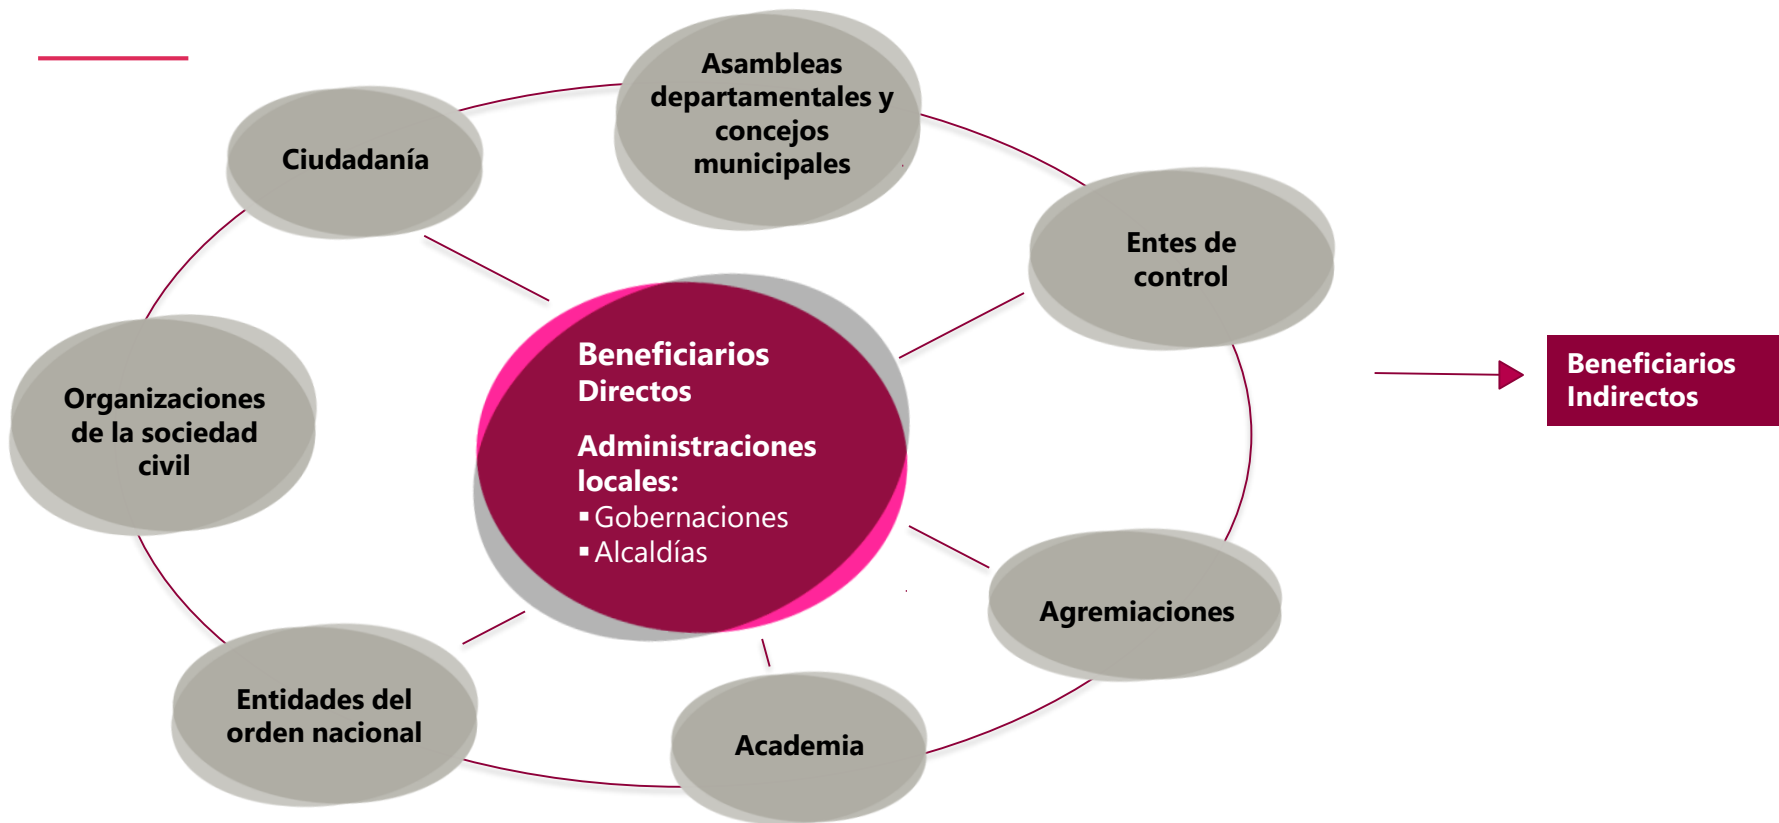 Asambleas
departamentales y
concejos
municipales
Ciudadanía
Entes de
control
Beneficiarios
Directos
Administraciones
locales:
▪ Gobernaciones
▪ Alcaldías
Beneficiarios
Indirectos
Organizaciones
de la sociedad
civil
Agremiaciones
Entidades del
orden nacional
Academia